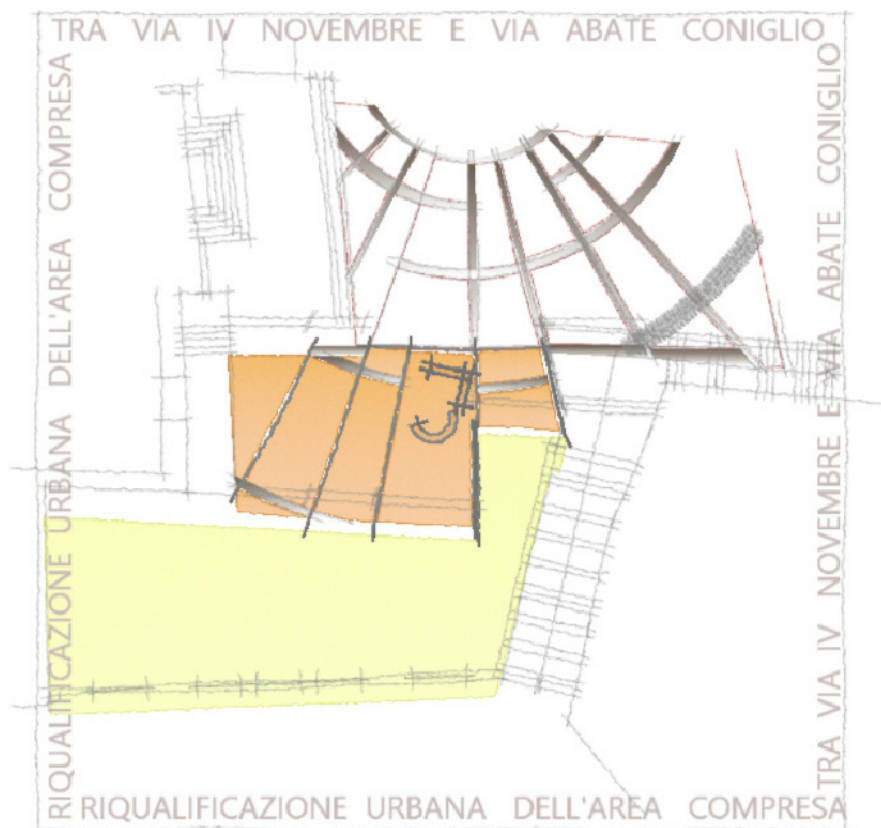 TRA VIA IV NOVEMBRE E VIA ABATE CONIGLIO
RIQUALIFICAZIONE URBANA DELL'AREA COMPRESA
TRA VIA IV NOVEMBRE E VIA ABATE CONIGLIO
RIQUALIFICAZIONE URBANA DELL'AREA COMPRESA